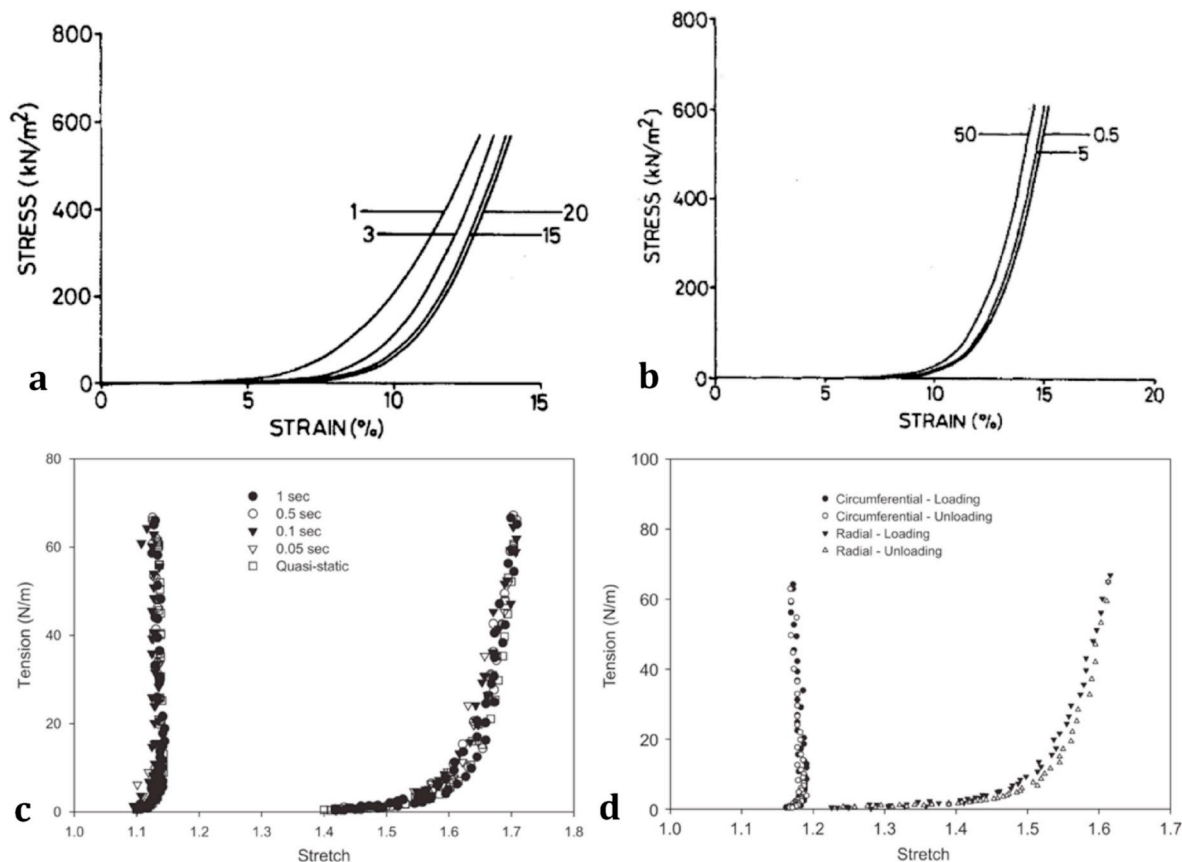 800
600
400
200
0
STRESS (kN/m²)
1
3
20
15
a
0
5
10
15
STRAIN (%)
800
600
400
200
0
STRESS (kN/m²)
50
0.5
5
b
0
5
10
15
20
STRAIN (%)
80
60
40
20
0
Tension (N/m)
1 sec
0.5 sec
0.1 sec
0.05 sec
Quasi-static
c
1.0
1.1
1.2
1.3
1.4
1.5
1.6
1.7
1.8
Stretch
100
80
60
40
20
0
Tension (N/m)
Circumferential - Loading
Circumferential - Unloading
Radial - Loading
Radial - Unloading
d
1.0
1.1
1.2
1.3
1.4
1.5
1.6
1.7
Stretch